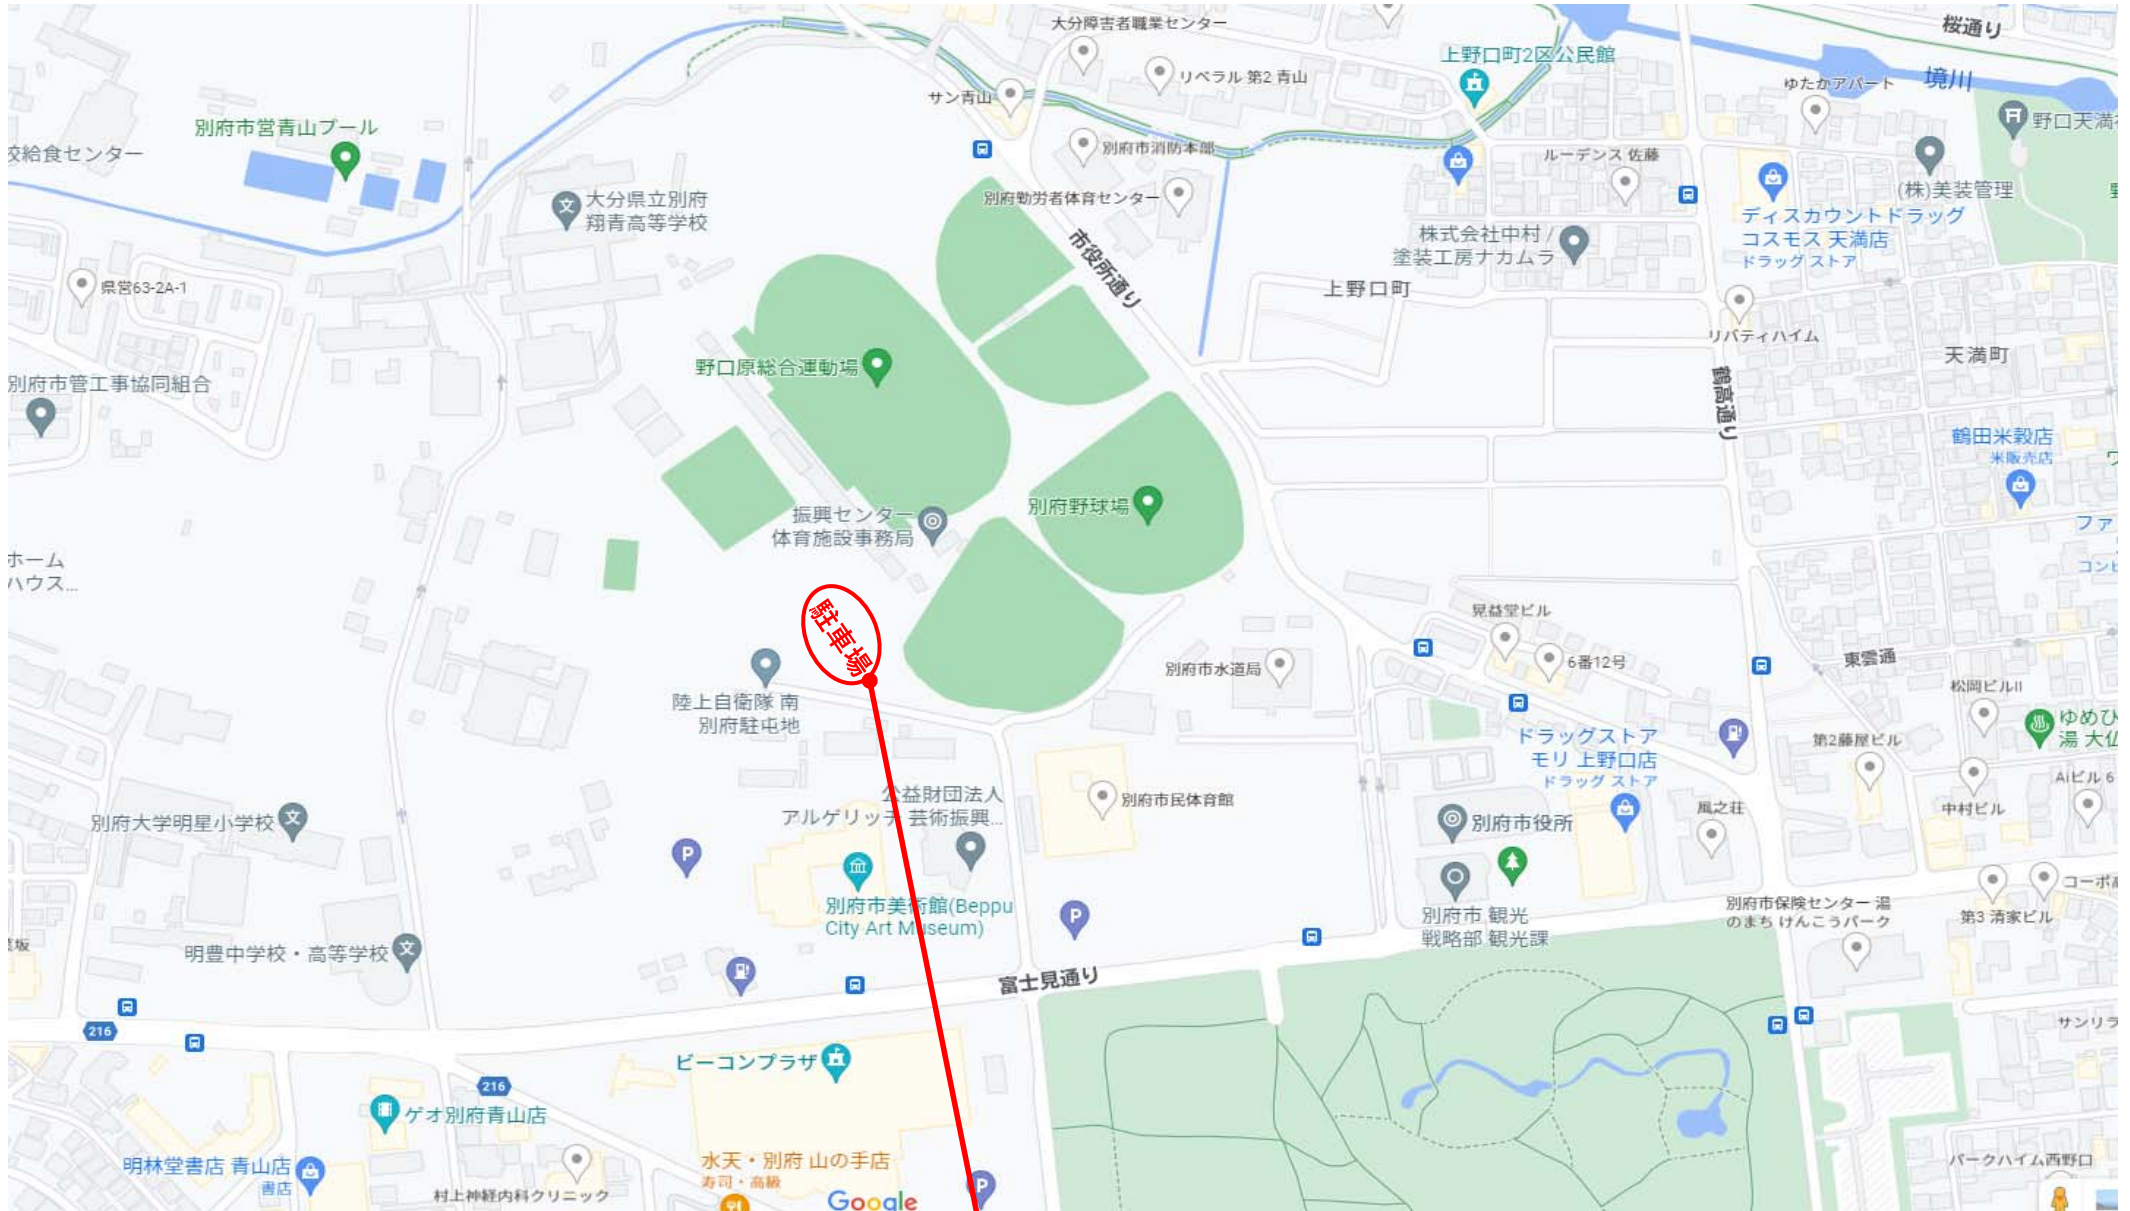 大分障害者職業センター
桜通り
上野口町2区公民館
リベラル 第2 青山
ゆたかアパート
境川
サン青山
別府市営青山プール
校給食センター
別府市消防本部
ルーデンス 佐藤
(株)美装管理
大分県立別府
翔青高等学校
別府勤労者体育センター
ディスカウントドラッグ
コスモス 天満店
ドラッグ ストア
株式会社中村 /
塗装工房ナカムラ
市役所通り
県営63-2A-1
上野口町
リバティハイム
天満町
野口原総合運動場
別府市管工事協同組合
鶴高通り
鶴田米穀店
米販売店
別府野球場
振興センター
体育施設事務局
ファ
コンビ
ホーム
ハウス...
駐車場
晃益堂ビル
6番12号
東雲通
別府市水道局
松岡ビルII
陸上自衛隊 南
別府駐屯地
ゆめひ
湯 大仏
ドラッグストア
モリ 上野口店
ドラッグ ストア
第2藤屋ビル
Aiビル 6
中村ビル
公益財団法人
アルゲリッチ 芸術振興...
別府市民体育館
風之荘
別府大学明星小学校
別府市役所
P
別府市美術館(Beppu
City Art Museum)
P
別府市 観光
戦略部 観光課
別府市保険センター 湯
のまち けんこうパーク
コーポ
第3 清家ビル
明豊中学校・高等学校
富士見通り
216
サンリラ
ビーコンプラザ
216
ゲオ別府青山店
明林堂書店 青山店
書店
水天・別府 山の手店
寿司・高級
P
パークハイム西野口
村上神経内科クリニック
Google